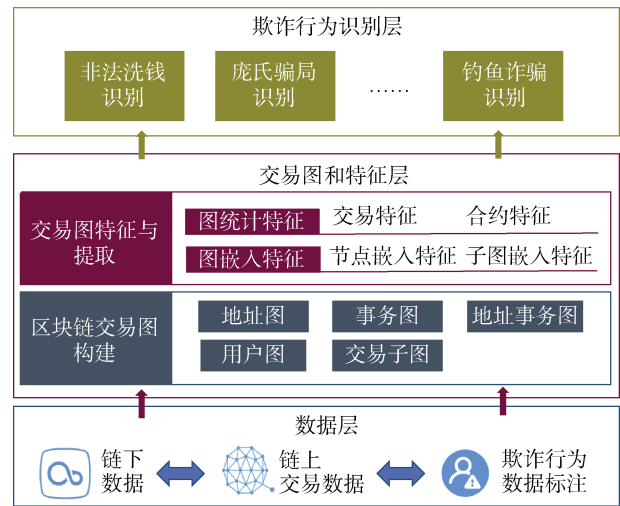 欺诈行为识别层
非法洗钱
识别
庞氏骗局
识别
……
钓鱼诈骗
识别
交易图和特征层
交易图特征与
提取
图统计特征 交易特征 合约特征
图嵌入特征 节点嵌入特征 子图嵌入特征
区块链交易图
构建
地址图 事务图 地址事务图
用户图 交易子图
数据层
链下
数据
链上
交易数据
欺诈行为
数据标注